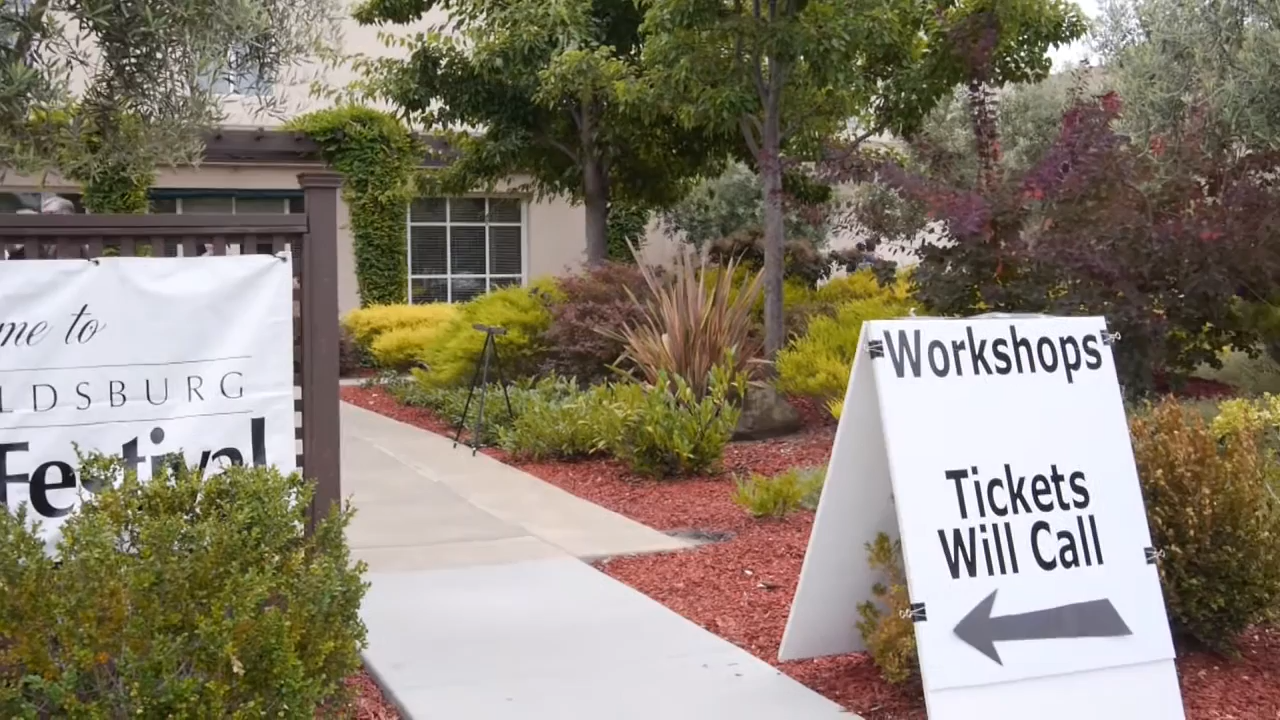 me to
LDSBURG
Festival
Workshops
Tickets
Will Call